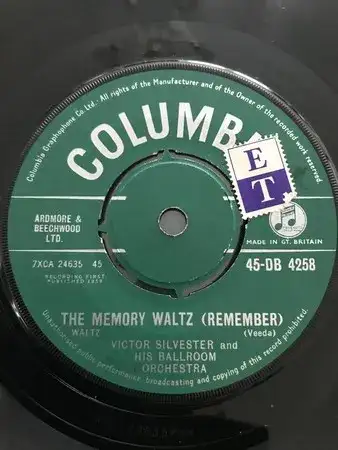 Columbia Graphophone Co. Ltd. All rights of the Manufacturer and of the Owner of the recorded work reserved.
COLUMB
E
T
ARDMORE &
BEECHWOOD
LTD.
MADE IN GT. BRITAIN
7XCA 24635 45
45-DB 4258
RECORDING FIRST
THE MEMORY WALTZ (REMEMBER)
WALTZ
(Veeda)
VICTOR SILVESTER and
HIS BALLROOM
ORCHESTRA
Unauthorised public performance, broadcasting and copying of this record prohibited.